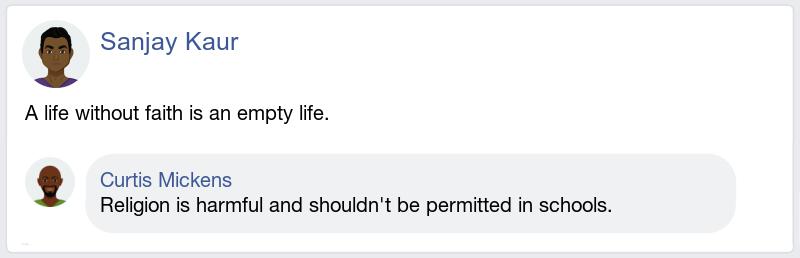 Sanjay Kaur
A life without faith is an empty life.
Curtis Mickens
Religion is harmful and shouldn't be permitted in schools.